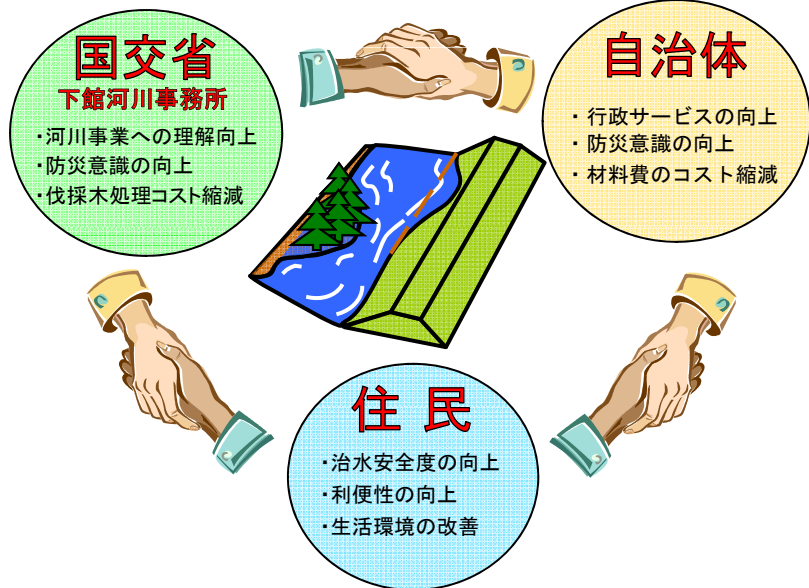 国交省
下館河川事務所
・河川事業への理解向上
・防災意識の向上
・伐採木処理コスト縮減
自治体
・ 行政サービスの向上
・ 防災意識の向上
・ 材料費のコスト縮減
住 民
・治水安全度の向上
・利便性の向上
・生活環境の改善